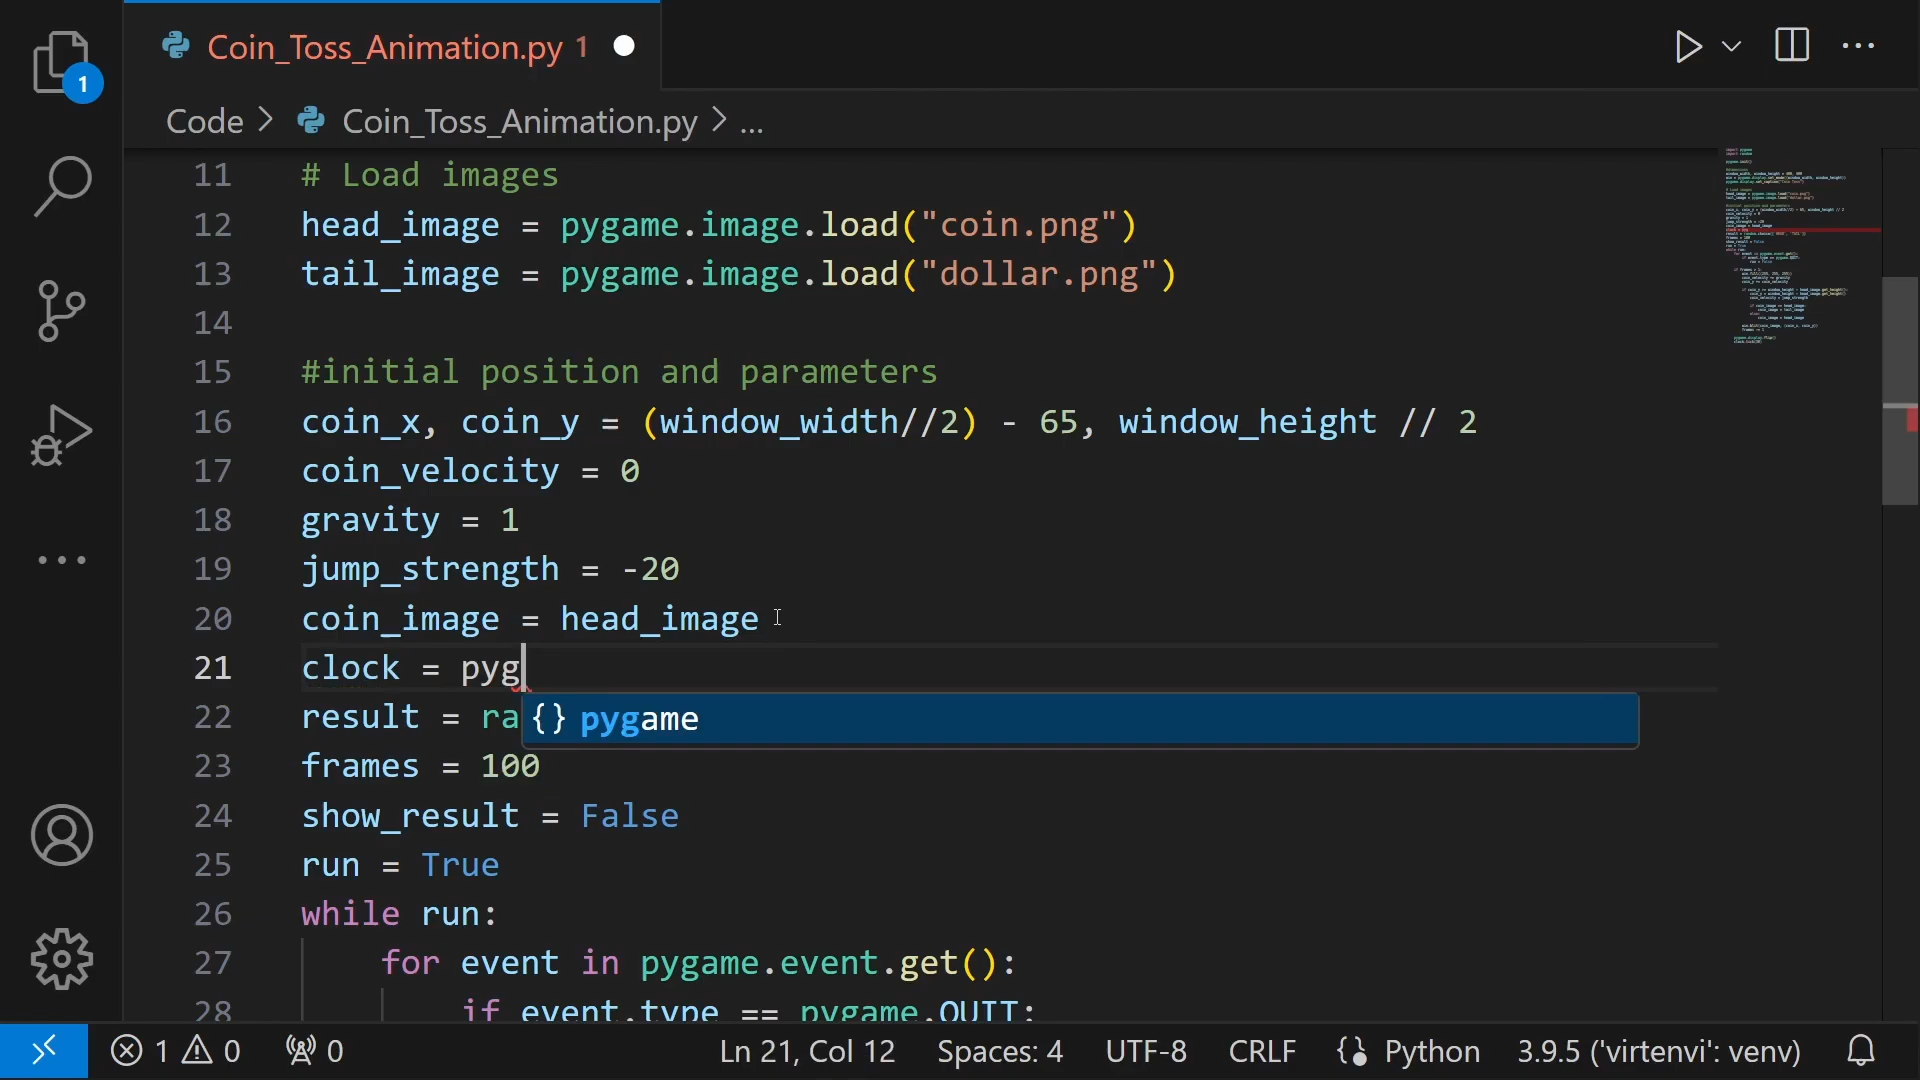 Coin_Toss_Animation.py 1
1
Code > Coin_Toss_Animation.py > ...
11 # Load images
12 head_image = pygame.image.load("coin.png")
13 tail_image = pygame.image.load("dollar.png")
14
15 #initial position and parameters
16 coin_x, coin_y = (window_width//2) - 65, window_height // 2
17 coin_velocity = 0
18 gravity = 1
19 jump_strength = -20
20 coin_image = head_image
21 clock = pyg
{} pygame
22 result = ra
23 frames = 100
24 show_result = False
25 run = True
26 while run:
27 for event in pygame.event.get():
28 if event.type == pygame.QUIT:
1 0 0 Ln 21, Col 12 Spaces: 4 UTF-8 CRLF Python 3.9.5 ('virtenvi': venv)